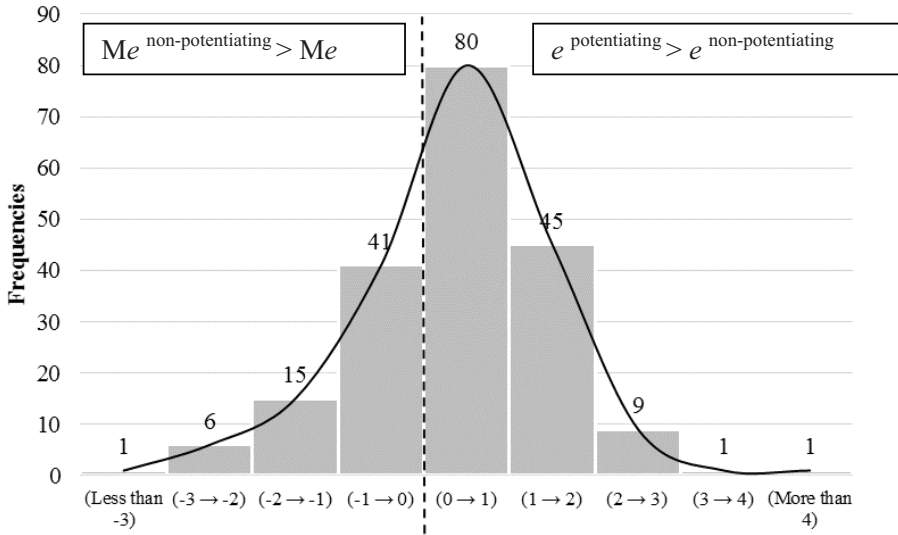 90
Me non-potentiating > Me
80
e potentiating > e non-potentiating
80
70
60
50
45
41
40
30
20
15
9
10
6
1
1
1
0
Frequencies
(Less than -3)
(-3 → -2)
(-2 → -1)
(-1 → 0)
(0 → 1)
(1 → 2)
(2 → 3)
(3 → 4)
(More than 4)